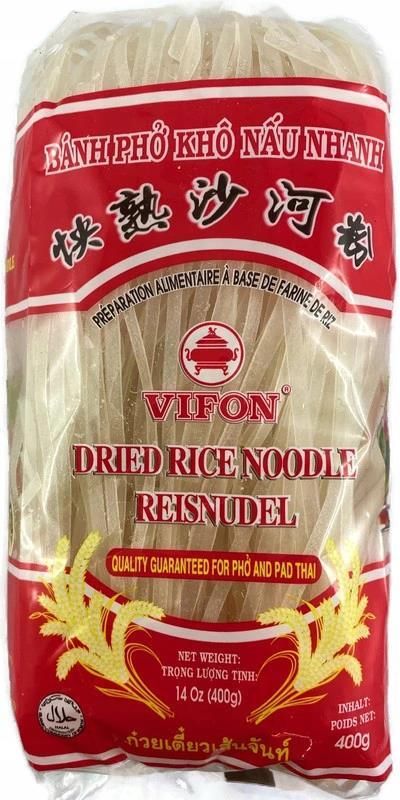 BÁNH PHỞ KHÔ NẤU NHANH
快熟沙河粉
PRÉPARATION ALIMENTAIRE À BASE DE FARINE DE RIZ
VIFON®
DRIED RICE NOODLE
REISNUDEL
QUALITY GUARANTEED FOR PHỞ AND PAD THAI
NET WEIGHT:
TRỌNG LƯỢNG TỊNH:
14 Oz (400g)
INHALT:
POIDS NET:
400g
حلال
HALAL
ก๋วยเตี๋ยวเส้นจันท์